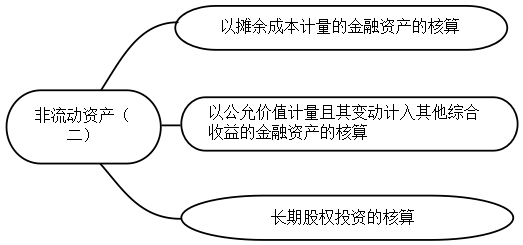 以摊余成本计量的金融资产的核算
非流动资产（
二）
以公允价值计量且其变动计入其他综合
收益的金融资产的核算
长期股权投资的核算